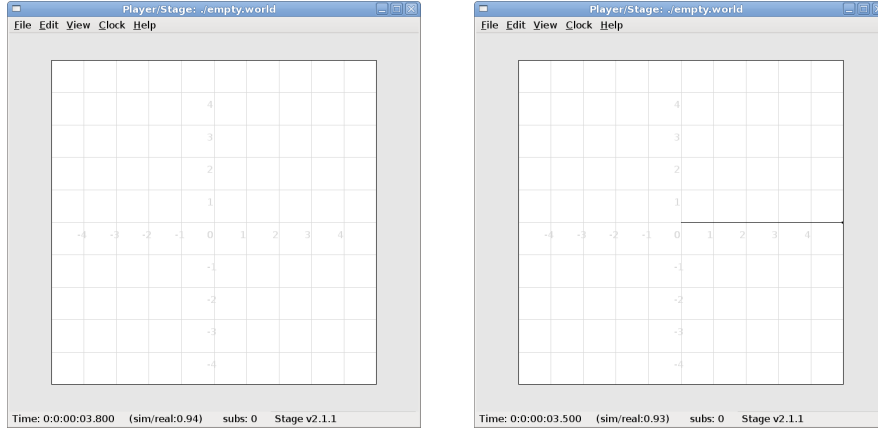 Player/Stage: ./empty.world
File Edit View Clock Help
4
3
2
1
-4 -3 -2 -1 0 1 2 3 4
-1
-2
-3
-4
Time: 0:0:00:03.800 (sim/real:0.94) subs: 0 Stage v2.1.1
Player/Stage: ./empty.world
File Edit View Clock Help
4
3
2
1
-4 -3 -2 -1 0 1 2 3 4
-1
-2
-3
-4
Time: 0:0:00:03.500 (sim/real:0.93) subs: 0 Stage v2.1.1